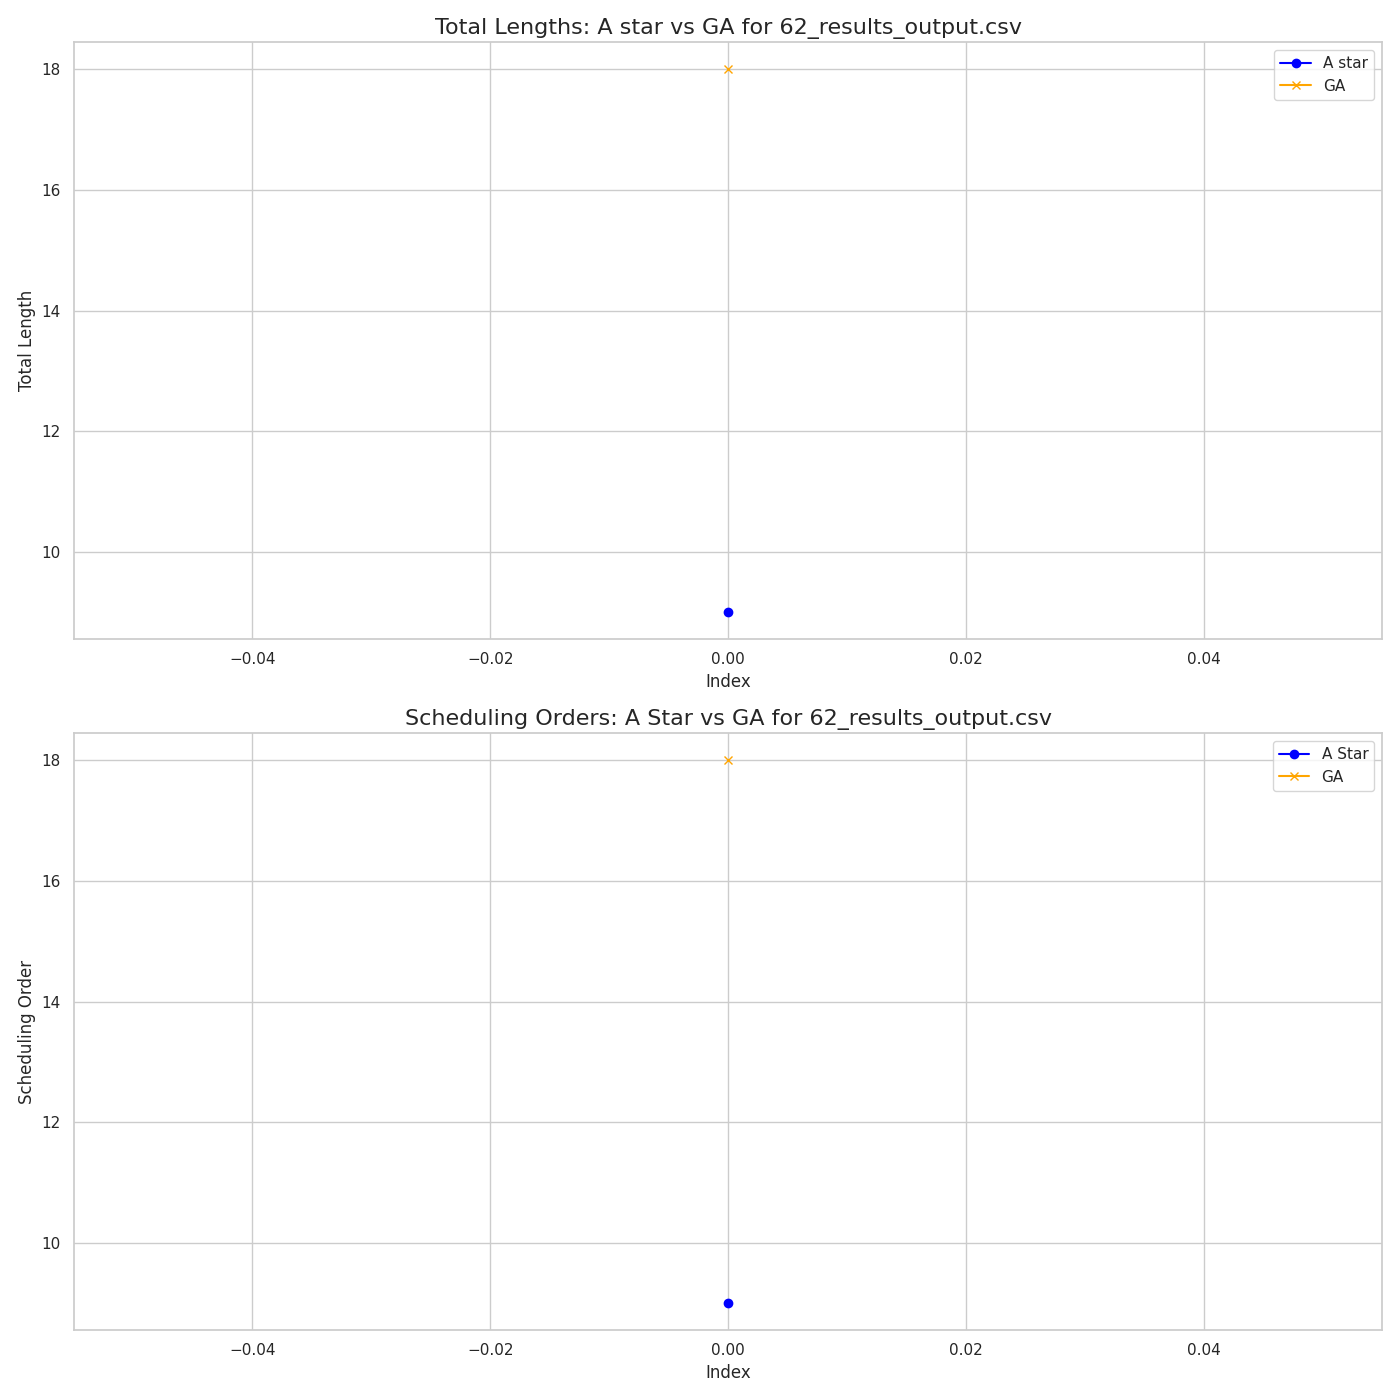 Total Lengths: A star vs GA for 62_results_output.csv
A star
GA
Total Length
18
16
14
12
10
−0.04
−0.02
0.00
0.02
0.04
Index
Scheduling Orders: A Star vs GA for 62_results_output.csv
A Star
GA
Scheduling Order
18
16
14
12
10
−0.04
−0.02
0.00
0.02
0.04
Index